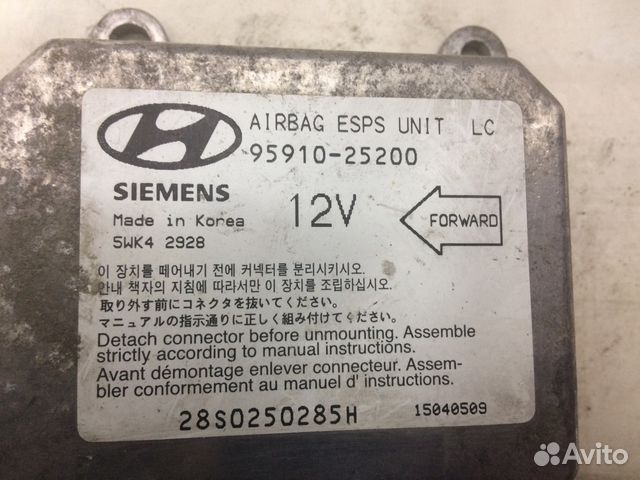 AIRBAG ESPS UNIT LC
95910-25200
SIEMENS
Made in Korea
5WK4 2928
12V
FORWARD
이 장치를 떼어내기 전에 커넥터를 분리시키시오.
안내 책자의 지침에 따라서만 이 장치를 조립하십시오.
取り外す前にコネクタを抜いてください。
マニュアルの指示通りに正しく組み付けてください。
Detach connector before unmounting. Assemble
strictly according to manual instructions.
Avant démontage enlever connecteur. Assem-
bler conformement au manuel d' instructions.
28S0250285H
15040509
Avito